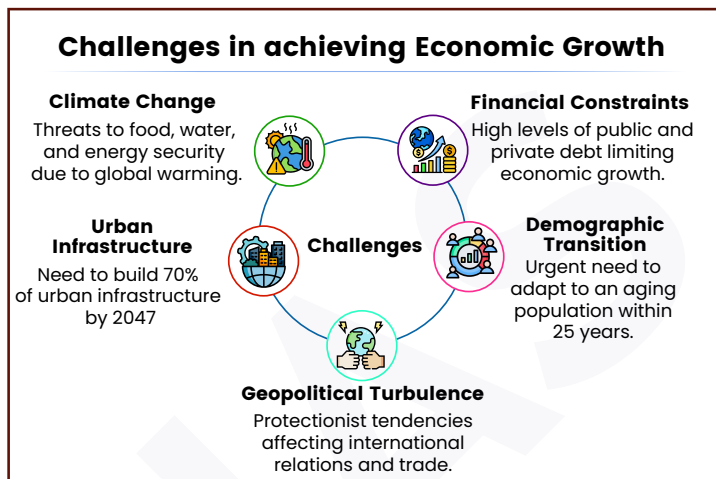 Challenges in achieving Economic Growth
Climate Change
Threats to food, water,
and energy security
due to global warming.
Financial Constraints
High levels of public and
private debt limiting
economic growth.
Urban
Infrastructure
Need to build 70%
of urban infrastructure
by 2047
Challenges
Demographic
Transition
Urgent need to
adapt to an aging
population within
25 years.
Geopolitical Turbulence
Protectionist tendencies
affecting international
relations and trade.